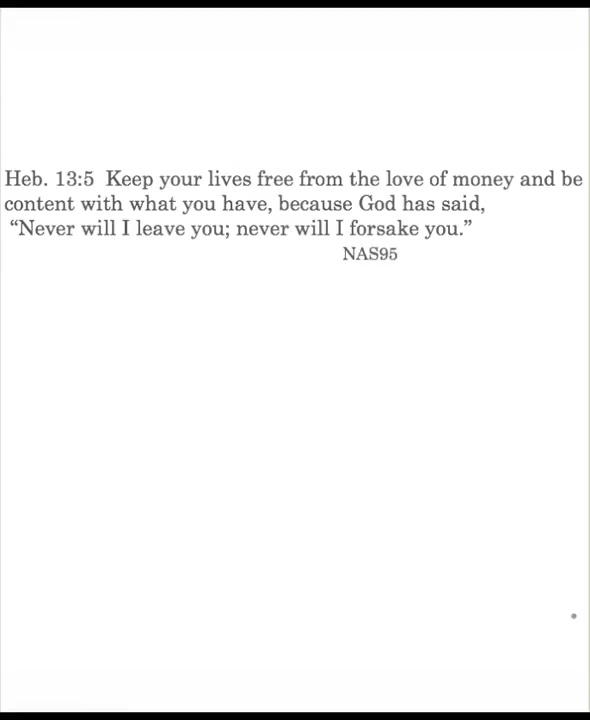 Heb. 13:5  Keep your lives free from the love of money and be
content with what you have, because God has said,
“Never will I leave you; never will I forsake you.”
NAS95